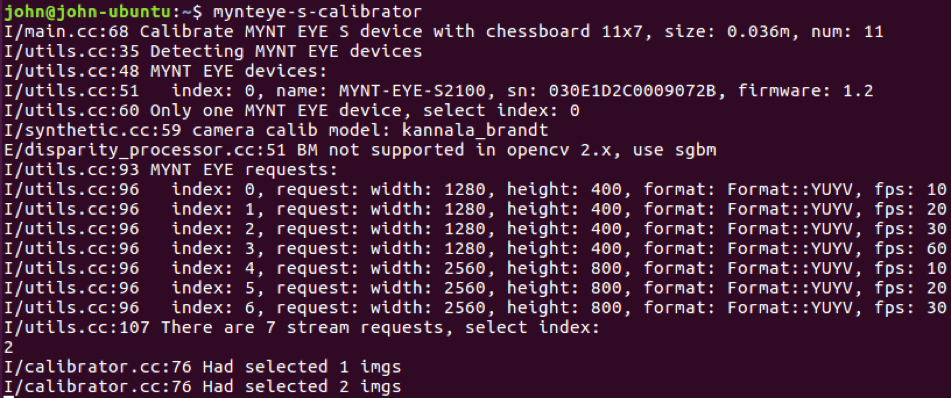 john@john-ubuntu:~$ mynteye-s-calibrator
I/main.cc:68 Calibrate MYNT EYE S device with chessboard 11x7, size: 0.036m, num: 11
I/utils.cc:35 Detecting MYNT EYE devices
I/utils.cc:48 MYNT EYE devices:
I/utils.cc:51   index: 0, name: MYNT-EYE-S2100, sn: 030E1D2C0009072B, firmware: 1.2
I/utils.cc:60 Only one MYNT EYE device, select index: 0
I/synthetic.cc:59 camera calib model: kannala_brandt
E/disparity_processor.cc:51 BM not supported in opencv 2.x, use sgbm
I/utils.cc:93 MYNT EYE requests:
I/utils.cc:96   index: 0, request: width: 1280, height: 400, format: Format::YUYV, fps: 10
I/utils.cc:96   index: 1, request: width: 1280, height: 400, format: Format::YUYV, fps: 20
I/utils.cc:96   index: 2, request: width: 1280, height: 400, format: Format::YUYV, fps: 30
I/utils.cc:96   index: 3, request: width: 1280, height: 400, format: Format::YUYV, fps: 60
I/utils.cc:96   index: 4, request: width: 2560, height: 800, format: Format::YUYV, fps: 10
I/utils.cc:96   index: 5, request: width: 2560, height: 800, format: Format::YUYV, fps: 20
I/utils.cc:96   index: 6, request: width: 2560, height: 800, format: Format::YUYV, fps: 30
I/utils.cc:107 There are 7 stream requests, select index:
2
I/calibrator.cc:76 Had selected 1 imgs
I/calibrator.cc:76 Had selected 2 imgs